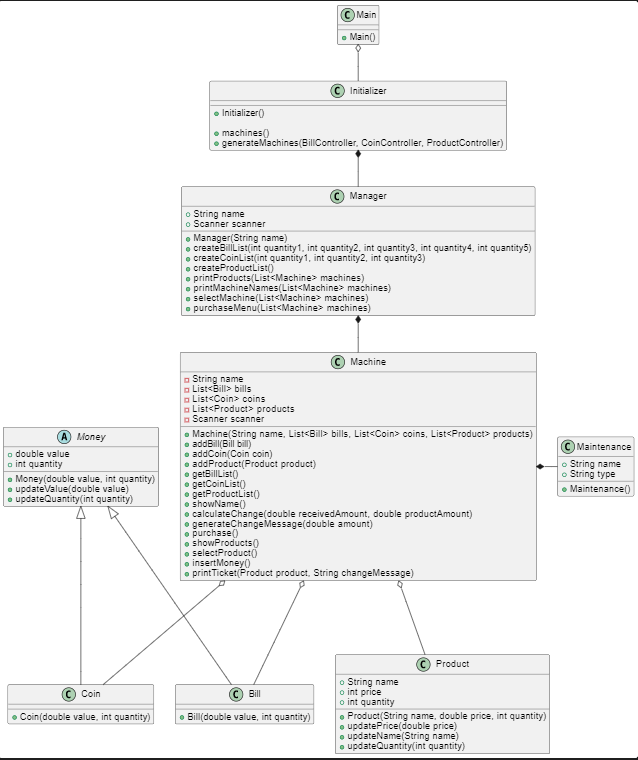 C Main
Main()
C Initializer
Initializer()
machines()
generateMachines(BillController, CoinController, ProductController)
C Manager
String name
Scanner scanner
Manager(String name)
createBillList(int quantity1, int quantity2, int quantity3, int quantity4, int quantity5)
createCoinList(int quantity1, int quantity2, int quantity3)
createProductList()
printProducts(List<Machine> machines)
printMachineNames(List<Machine> machines)
selectMachine(List<Machine> machines)
purchaseMenu(List<Machine> machines)
C Machine
String name
List<Bill> bills
List<Coin> coins
List<Product> products
Scanner scanner
Machine(String name, List<Bill> bills, List<Coin> coins, List<Product> products)
addBill(Bill bill)
addCoin(Coin coin)
addProduct(Product product)
getBillList()
getCoinList()
getProductList()
showName()
calculateChange(double receivedAmount, double productAmount)
generateChangeMessage(double amount)
purchase()
showProducts()
selectProduct()
insertMoney()
printTicket(Product product, String changeMessage)
A Money
double value
int quantity
Money(double value, int quantity)
updateValue(double value)
updateQuantity(int quantity)
C Maintenance
String name
String type
Maintenance()
C Coin
Coin(double value, int quantity)
C Bill
Bill(double value, int quantity)
C Product
String name
int price
int quantity
Product(String name, double price, int quantity)
updatePrice(double price)
updateName(String name)
updateQuantity(int quantity)